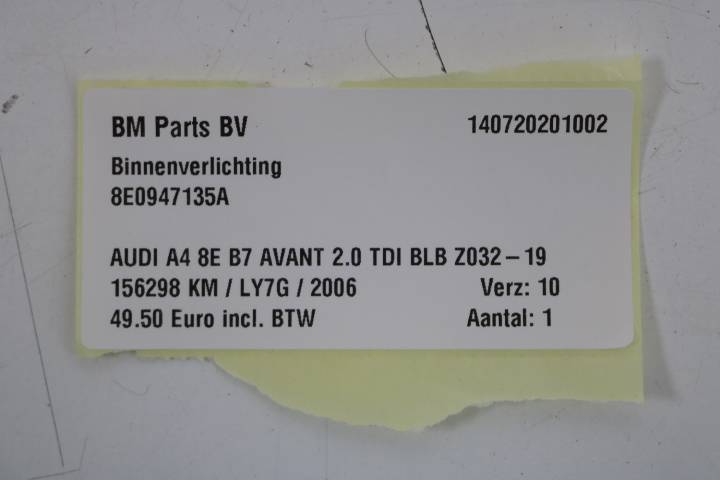 BM Parts BV 140720201002
Binnenverlichting
8E0947135A
AUDI A4 8E B7 AVANT 2.0 TDI BLB Z032-19
156298 KM / LY7G / 2006 Verz: 10
49.50 Euro incl. BTW Aantal: 1